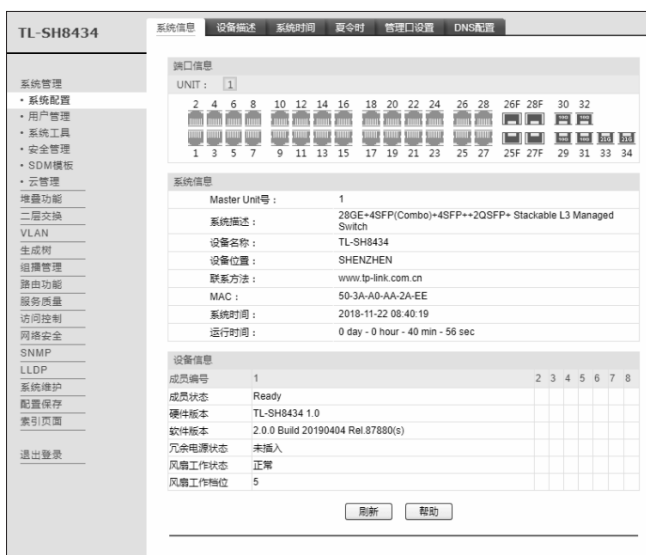 TL-SH8434
系统信息 设备描述 系统时间 夏令时 管理口设置 DNS配置
系统管理
• 系统配置
• 用户管理
• 系统工具
• 安全管理
• SDM模板
• 云管理
堆叠功能
二层交换
VLAN
生成树
组播管理
路由功能
服务质量
访问控制
网络安全
SNMP
LLDP
系统维护
配置保存
索引页面
退出登录
端口信息
UNIT： 1
2 4 6 8 10 12 14 16 18 20 22 24 26 28 26F 28F 30 32
1 3 5 7 9 11 13 15 17 19 21 23 25 27 25F 27F 29 31 33 34
系统信息
Master Unit号： 1
系统描述： 28GE+4SFP(Combo)+4SFP++2QSFP+ Stackable L3 Managed
Switch
设备名称： TL-SH8434
设备位置： SHENZHEN
联系方法： www.tp-link.com.cn
MAC： 50-3A-A0-AA-2A-EE
系统时间： 2018-11-22 08:40:19
运行时间： 0 day - 0 hour - 40 min - 56 sec
设备信息
成员编号 1 2 3 4 5 6 7 8
成员状态 Ready
硬件版本 TL-SH8434 1.0
软件版本 2.0.0 Build 20190404 Rel.87880(s)
冗余电源状态 未插入
风扇工作状态 正常
风扇工作档位 5
刷新 帮助